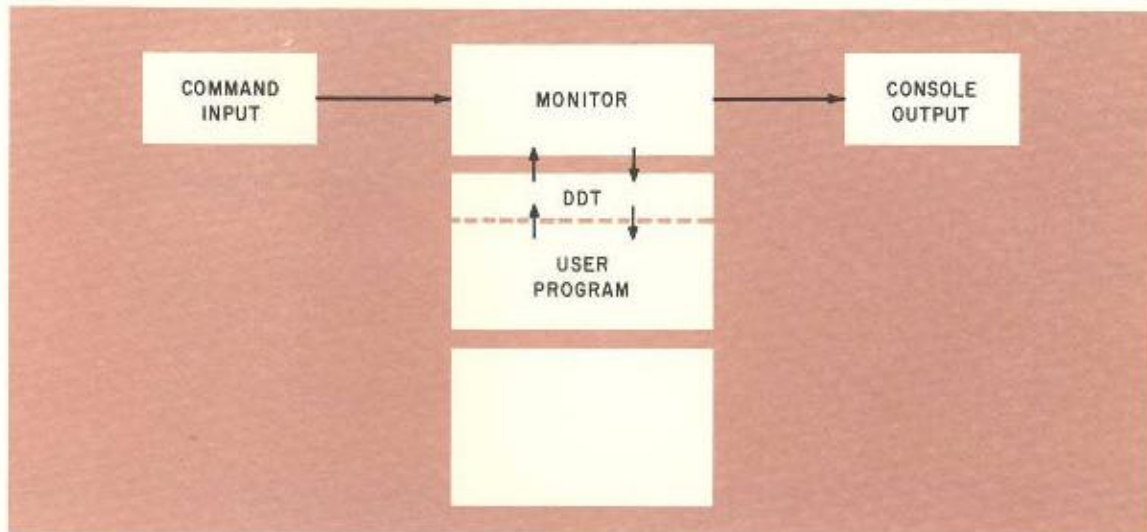 COMMAND
INPUT
MONITOR
CONSOLE
OUTPUT
DDT
USER
PROGRAM